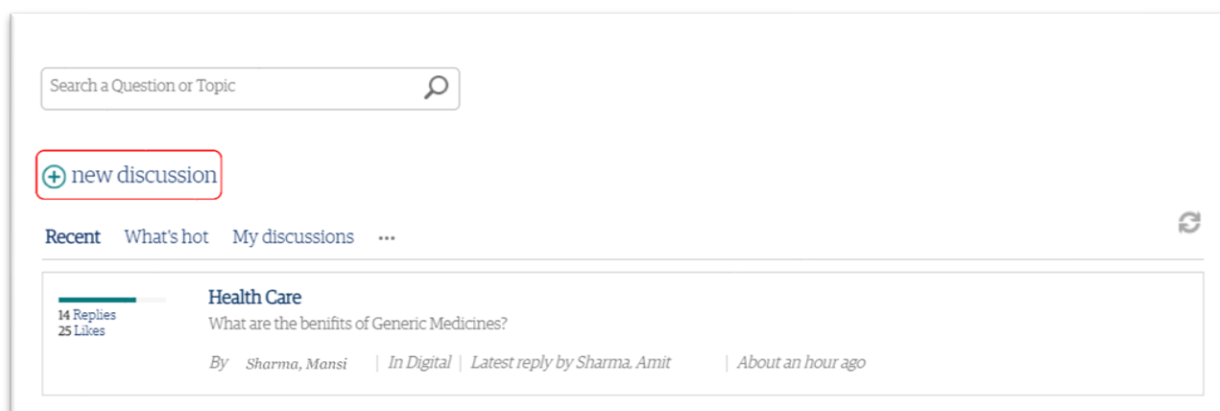 Search a Question or Topic
new discussion
Recent What's hot My discussions ...
Health Care
14 Replies
What are the benifits of Generic Medicines?
25 Likes
By Sharma, Mansi | In Digital | Latest reply by Sharma, Amit | About an hour ago